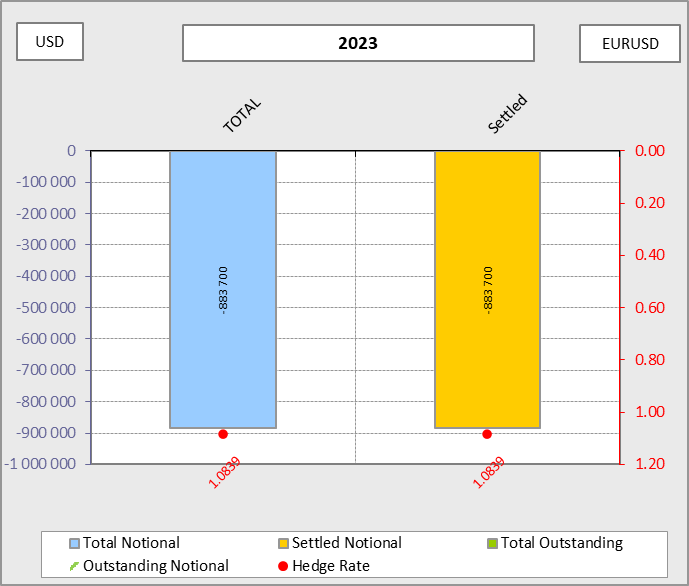 USD
2023
EURUSD
TOTAL
Settled
0
-100 000
-200 000
-300 000
-400 000
-500 000
-600 000
-700 000
-800 000
-900 000
-1 000 000
-883 700
-883 700
0.00
0.20
0.40
0.60
0.80
1.00
1.20
1.0839
1.0839
Total Notional
Settled Notional
Total Outstanding
Outstanding Notional
Hedge Rate